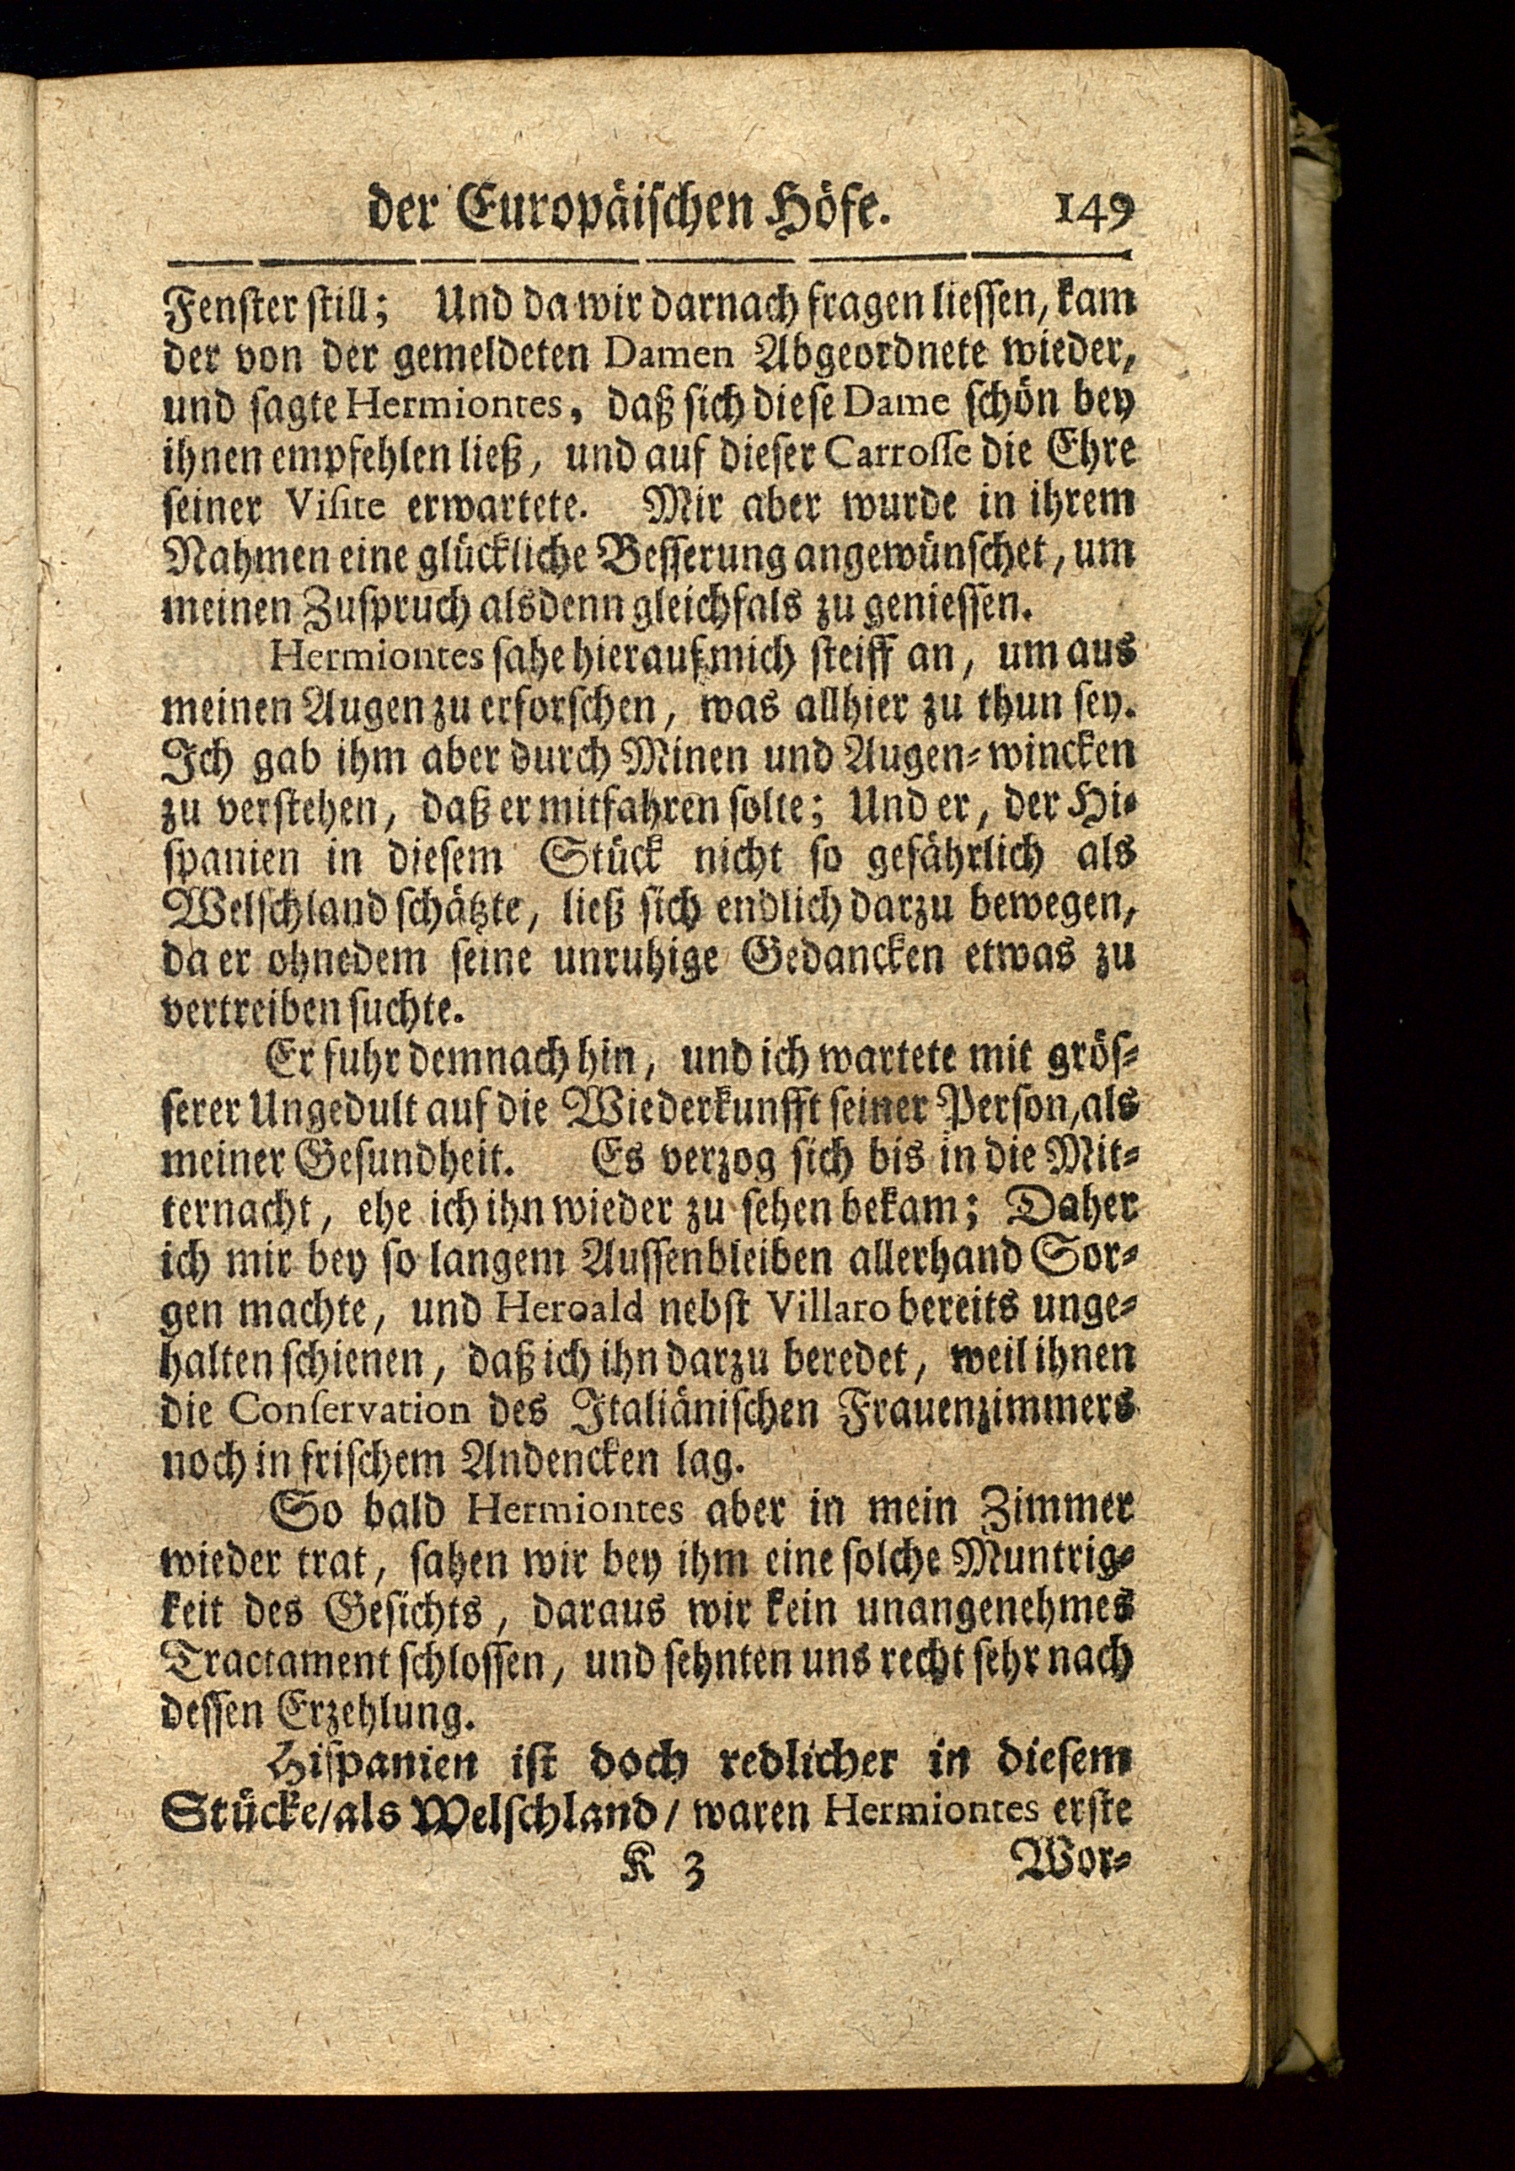 der Europäischen Höfe. 149
Fenster still; Und da wir darnach fragen liessen, kam
der von der gemeldeten Damen Abgeordnete wieder,
und sagte Hermiontes, daß sich diese Dame schön bey
ihnen empfehlen ließ, und auf dieser Carrosse die Ehre
seiner Visite erwartete. Mir aber wurde in ihrem
Nahmen eine glückliche Besserung angewünschet, um
meinen Zuspruch alsdenn gleichfals zu geniessen.
Hermiontes sahe hierauf mich steiff an, um aus
meinen Augen zu erforschen, was allhier zu thun sey.
Ich gab ihm aber durch Minen und Augen-wincken
zu verstehen, daß er mitfahren solte; Und er, der Hi-
spanien in diesem Stück nicht so gefährlich als
Welschland schätzte, ließ sich endlich darzu bewegen,
da er ohnedem seine unruhige Gedancken etwas zu
vertreiben suchte.
Er fuhr demnach hin, und ich wartete mit grös-
serer Ungedult auf die Wiederkunfft seiner Person, als
meiner Gesundheit. Es verzog sich bis in die Mit-
ternacht, ehe ich ihn wieder zu sehen bekam; Daher
ich mir bey so langem Aussenbleiben allerhand Sor-
gen machte, und Heroald nebst Villaro bereits unge-
halten schienen, daß ich ihn darzu beredet, weil ihnen
die Conservation des Italiänischen Frauenzimmers
noch in frischem Andencken lag.
So bald Hermiontes aber in mein Zimmer
wieder trat, sahen wir bey ihm eine solche Muntrig-
keit des Gesichts, daraus wir kein unangenehmes
Tractament schlossen, und sehnten uns recht sehr nach
dessen Erzehlung.
Hispanien ist doch redlicher in diesem
Stücke/als Welschland/ waren Hermiontes erste
K 3 Wor-